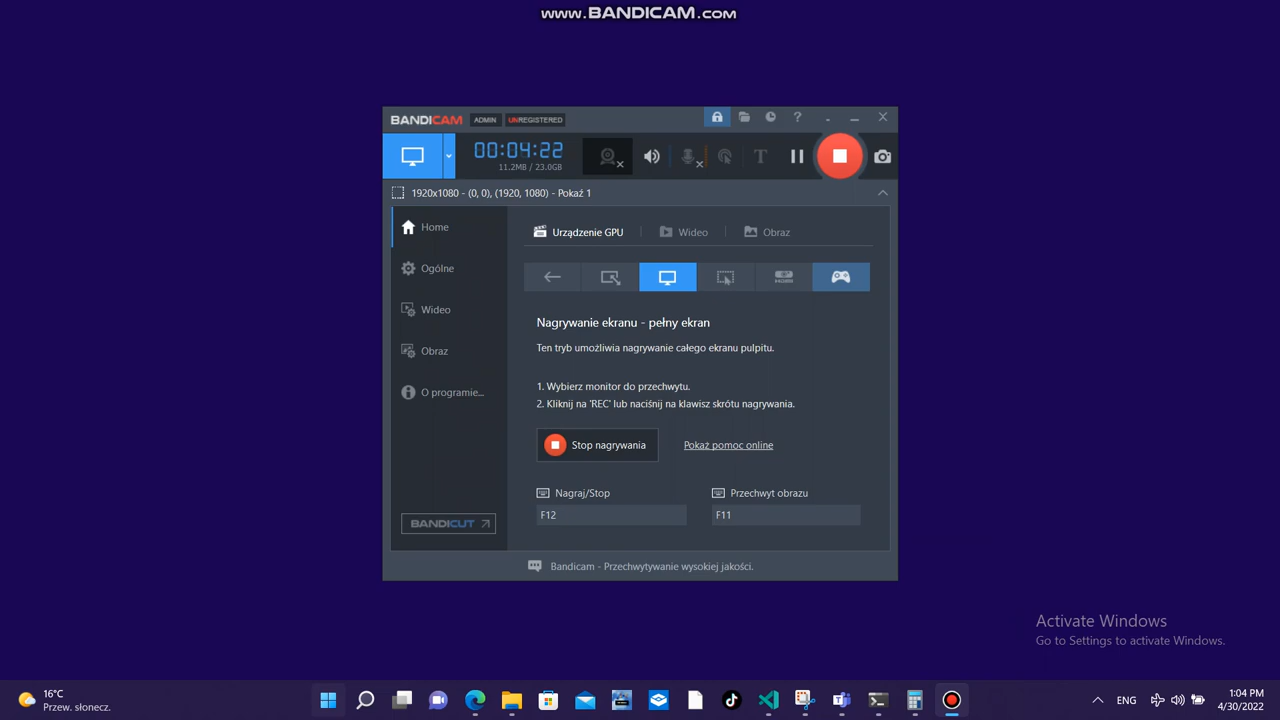 www.BANDICAM.com
BANDICAM ADMIN UNREGISTERED
00:04:22
11.2MB / 23.0GB
1920x1080 - (0, 0), (1920, 1080) - Pokaź 1
Home
Ogólne
Wideo
Obraz
O programie...
BANDICUT
Urządzenie GPU
Wideo
Obraz
HDMI
Nagrywanie ekranu - pełny ekran
Ten tryb umożliwia nagrywanie całego ekranu pulpitu.
1. Wybierz monitor do przechwytu.
2. Kliknij na 'REC' lub naciśnij na klawisz skrótu nagrywania.
Stop nagrywania
Pokaż pomoc online
Nagraj/Stop
Przechwyt obrazu
F12
F11
Bandicam - Przechwytywanie wysokiej jakości.
Activate Windows
Go to Settings to activate Windows.
16°C
Przew. słonecz.
ENG
1:04 PM
4/30/2022